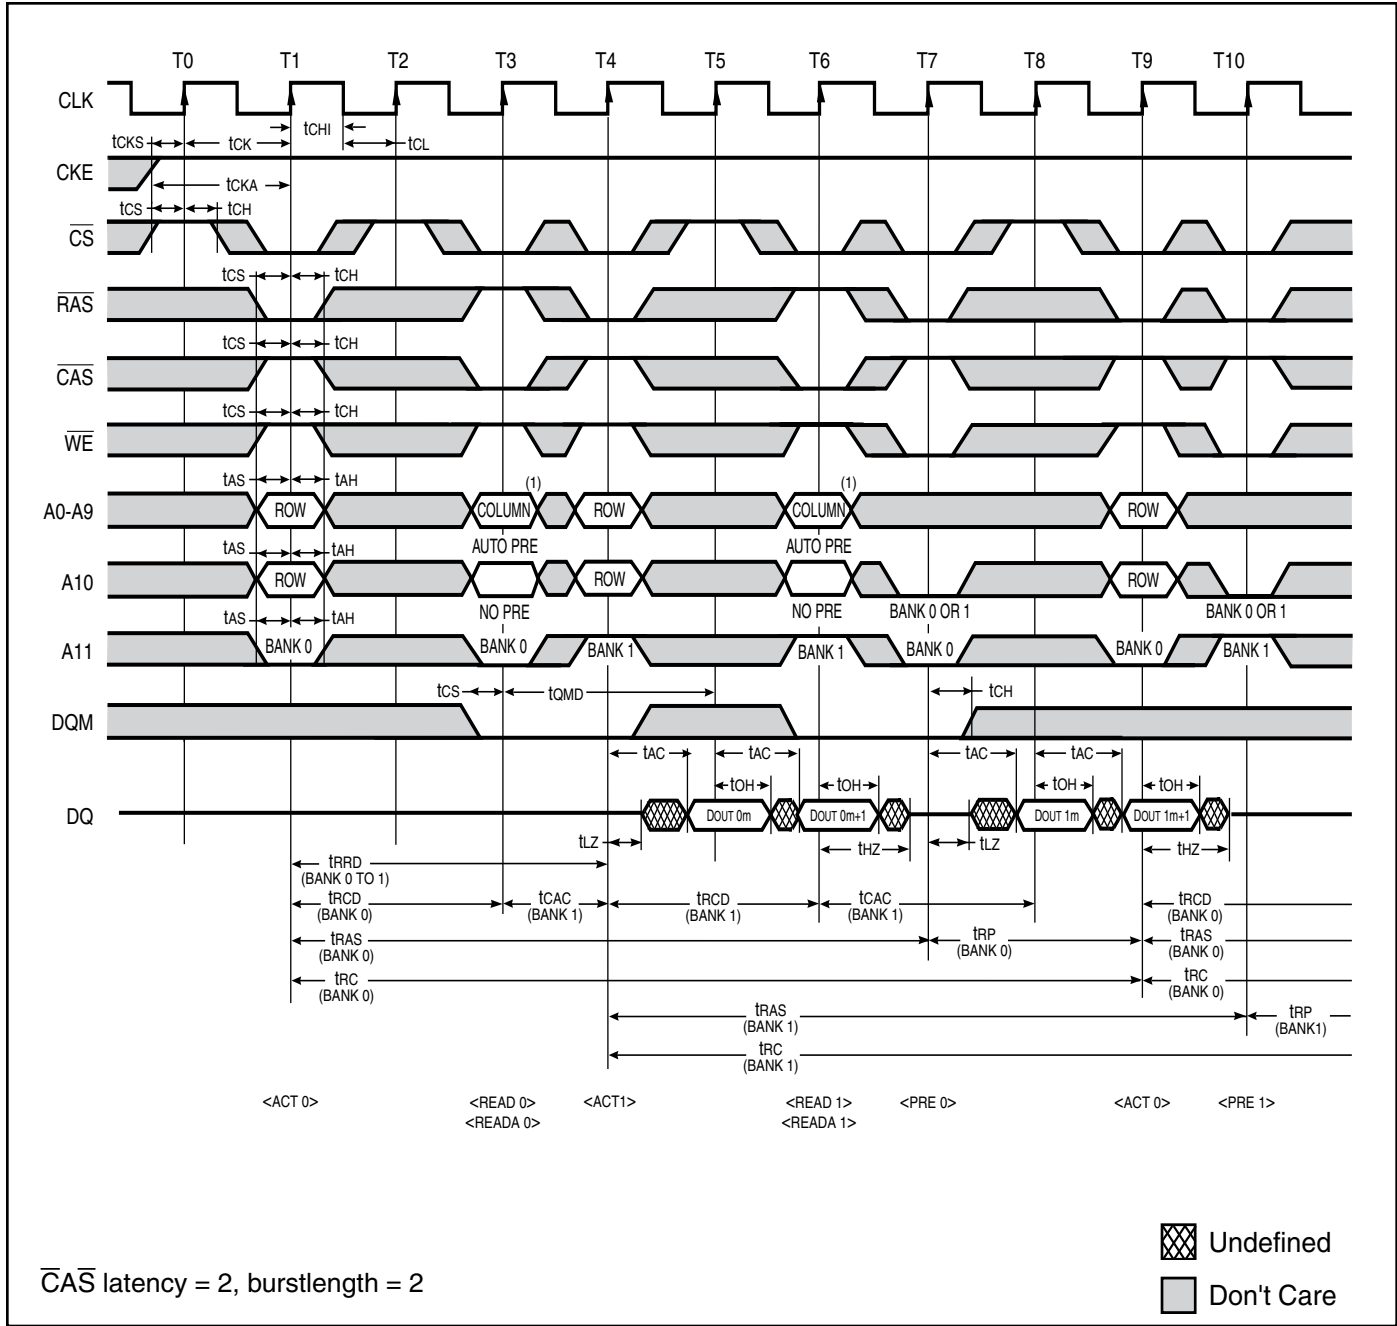 T0 T1 T2 T3 T4 T5 T6 T7 T8 T9 T10
CLK
tCHI
tCKS tCK tCL
CKE
tCKA
tCS tCH
CS
tCS tCH
RAS
tCS tCH
CAS
tCS tCH
WE
tAS tAH (1) (1)
A0-A9 ROW COLUMN ROW COLUMN ROW
tAS tAH AUTO PRE AUTO PRE
A10 ROW ROW ROW
tAS tAH NO PRE NO PRE BANK 0 OR 1 BANK 0 OR 1
A11 BANK 0 BANK 0 BANK 1 BANK 1 BANK 0 BANK 0 BANK 1
tCS tQMD tCH
DQM
tAC tAC tAC tAC
tOH tOH tOH tOH
DQ DOUT 0m DOUT 0m+1 DOUT 1m DOUT 1m+1
tLZ tHZ tLZ tHZ
tRRD
(BANK 0 TO 1)
tRCD tCAC tRCD tCAC tRCD
(BANK 0) (BANK 1) (BANK 1) (BANK 1) (BANK 0)
tRAS tRP tRAS
(BANK 0) (BANK 0) (BANK 0)
tRC tRC
(BANK 0) (BANK 0)
tRAS tRP
(BANK 1) (BANK1)
tRC
(BANK 1)
<ACT 0> <READ 0> <ACT1> <READ 1> <PRE 0> <ACT 0> <PRE 1>
<READA 0> <READA 1>
Undefined
CAS latency = 2, burstlength = 2
Don't Care